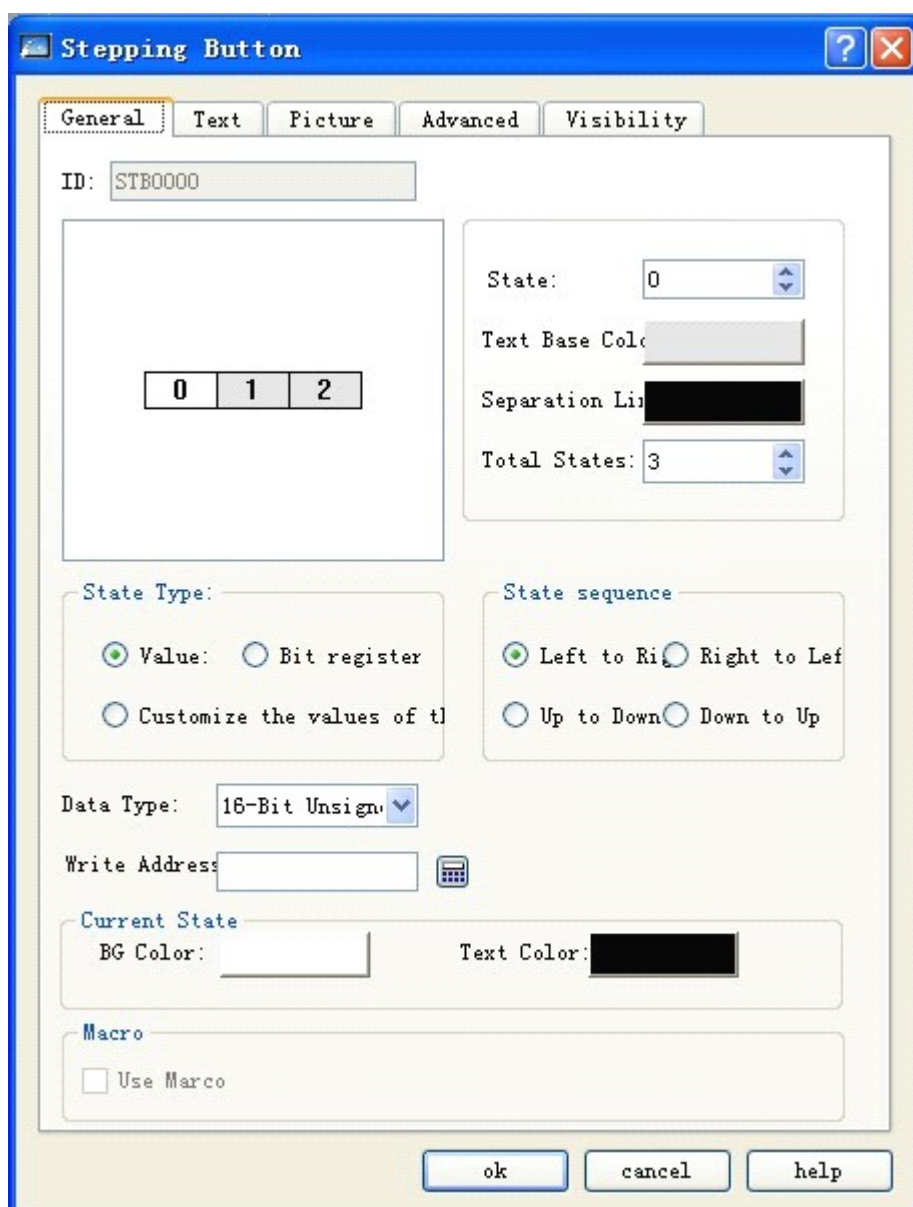 Stepping Button
General Text Picture Advanced Visibility
ID: STB0000
0 1 2
State: 0
Text Base Colo
Separation Li
Total States: 3
State Type:
Value: Bit register
Customize the values of th
State sequence
Left to Ri Right to Lef
Up to Down Down to Up
Data Type: 16-Bit Unsign
Write Address
Current State
BG Color: Text Color:
Macro
Use Marco
ok cancel help